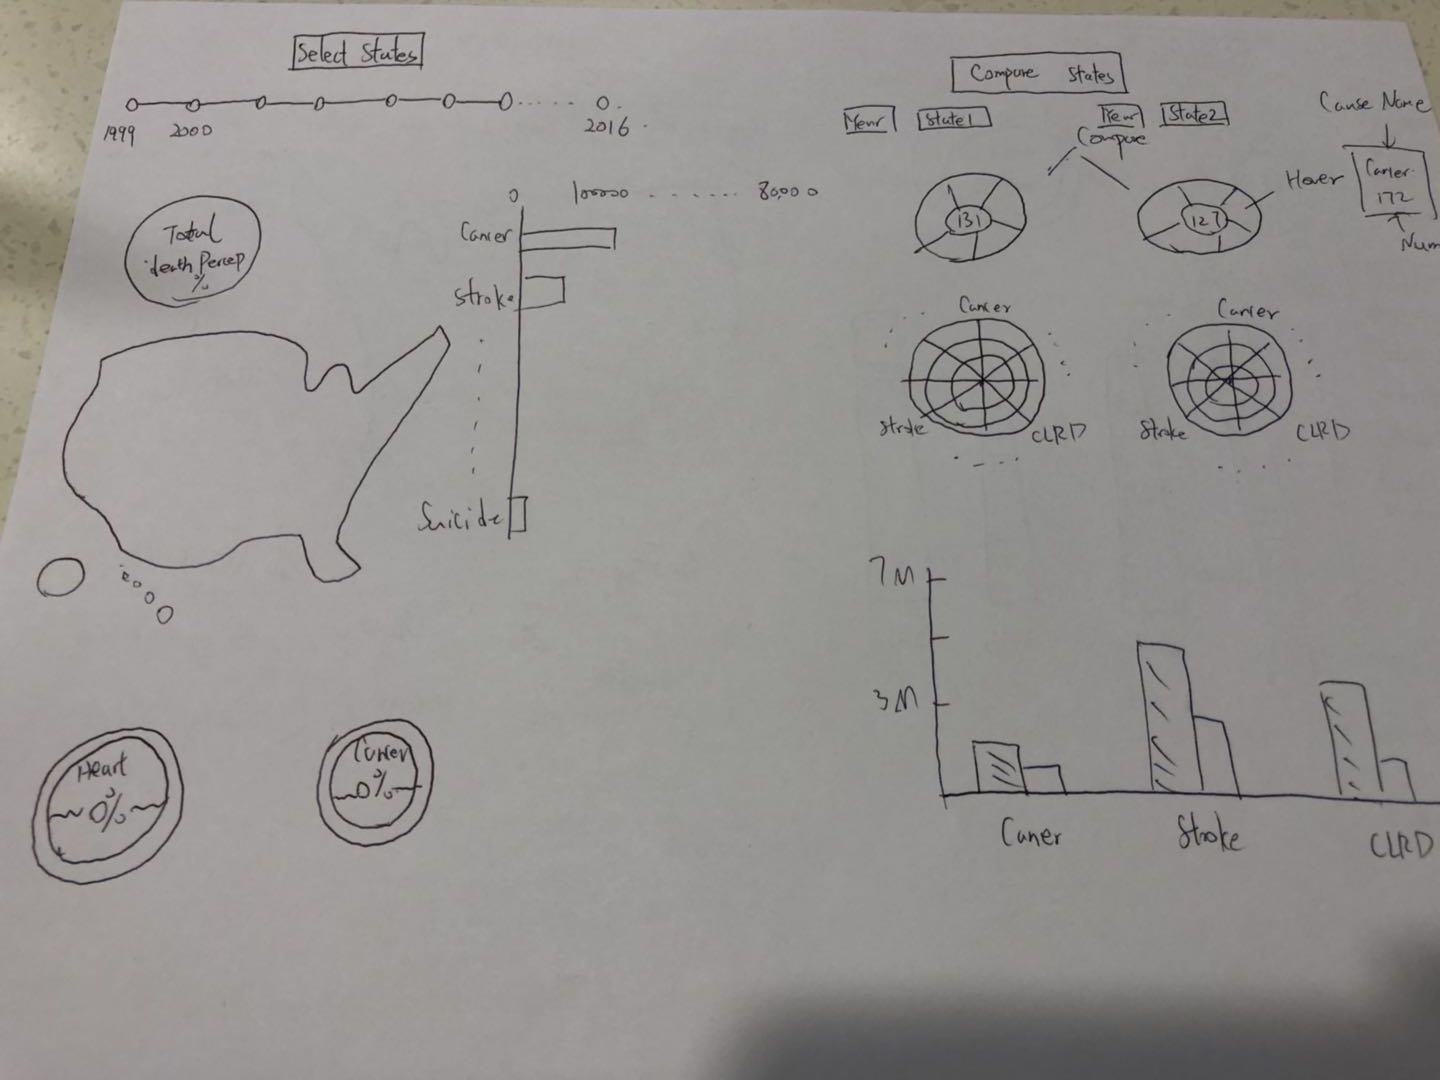 Select States
1999
2000
2016
Total
death Percep
%
0
100000
80,000
Cancer
Stroke
Suicide
Heart
0%
Cancer
0%
Compare States
Year
State1
Year
State2
Compare
131
127
Hover
Cause Name
Cancer
172
Num
Cancer
Stroke
CLRD
Cancer
Stroke
CLRD
7M
3M
Caner
Stroke
CLRD